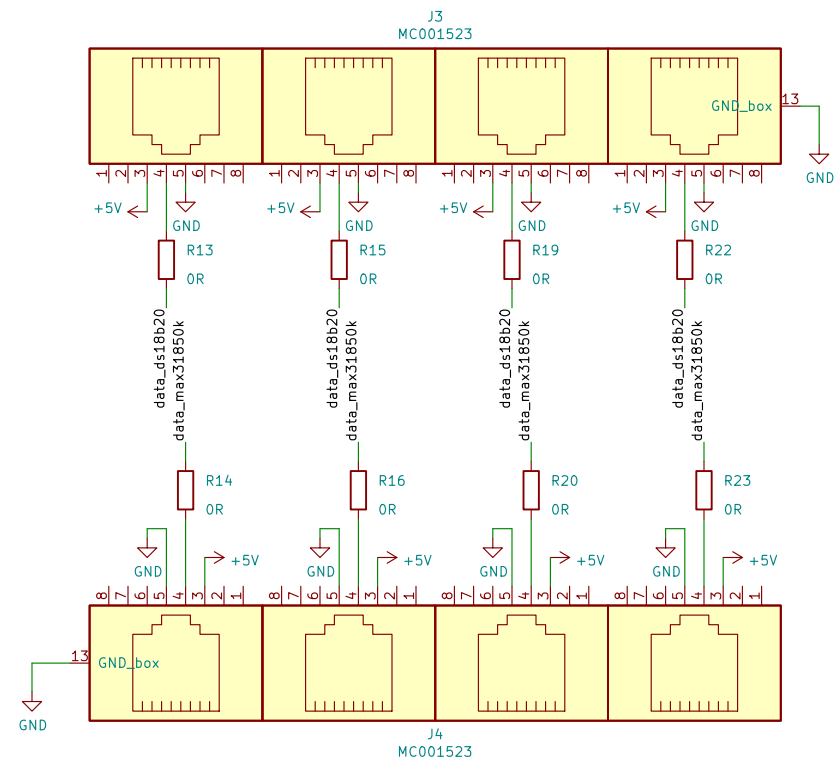 J3
MC001523
GND_box
13
1 2 3 4 5 6 7 8 1 2 3 4 5 6 7 8 1 2 3 4 5 6 7 8 1 2 3 4 5 6 7 8
GND
+5V +5V +5V +5V
GND GND GND GND
R13 R15 R19 R22
0R 0R 0R 0R
data_ds18b20 data_ds18b20 data_ds18b20 data_ds18b20
data_max31850k data_max31850k data_max31850k data_max31850k
R14 R16 R20 R23
0R 0R 0R 0R
+5V +5V +5V +5V
GND GND GND GND
8 7 6 5 4 3 2 1 8 7 6 5 4 3 2 1 8 7 6 5 4 3 2 1 8 7 6 5 4 3 2 1
13
GND_box
GND
J4
MC001523